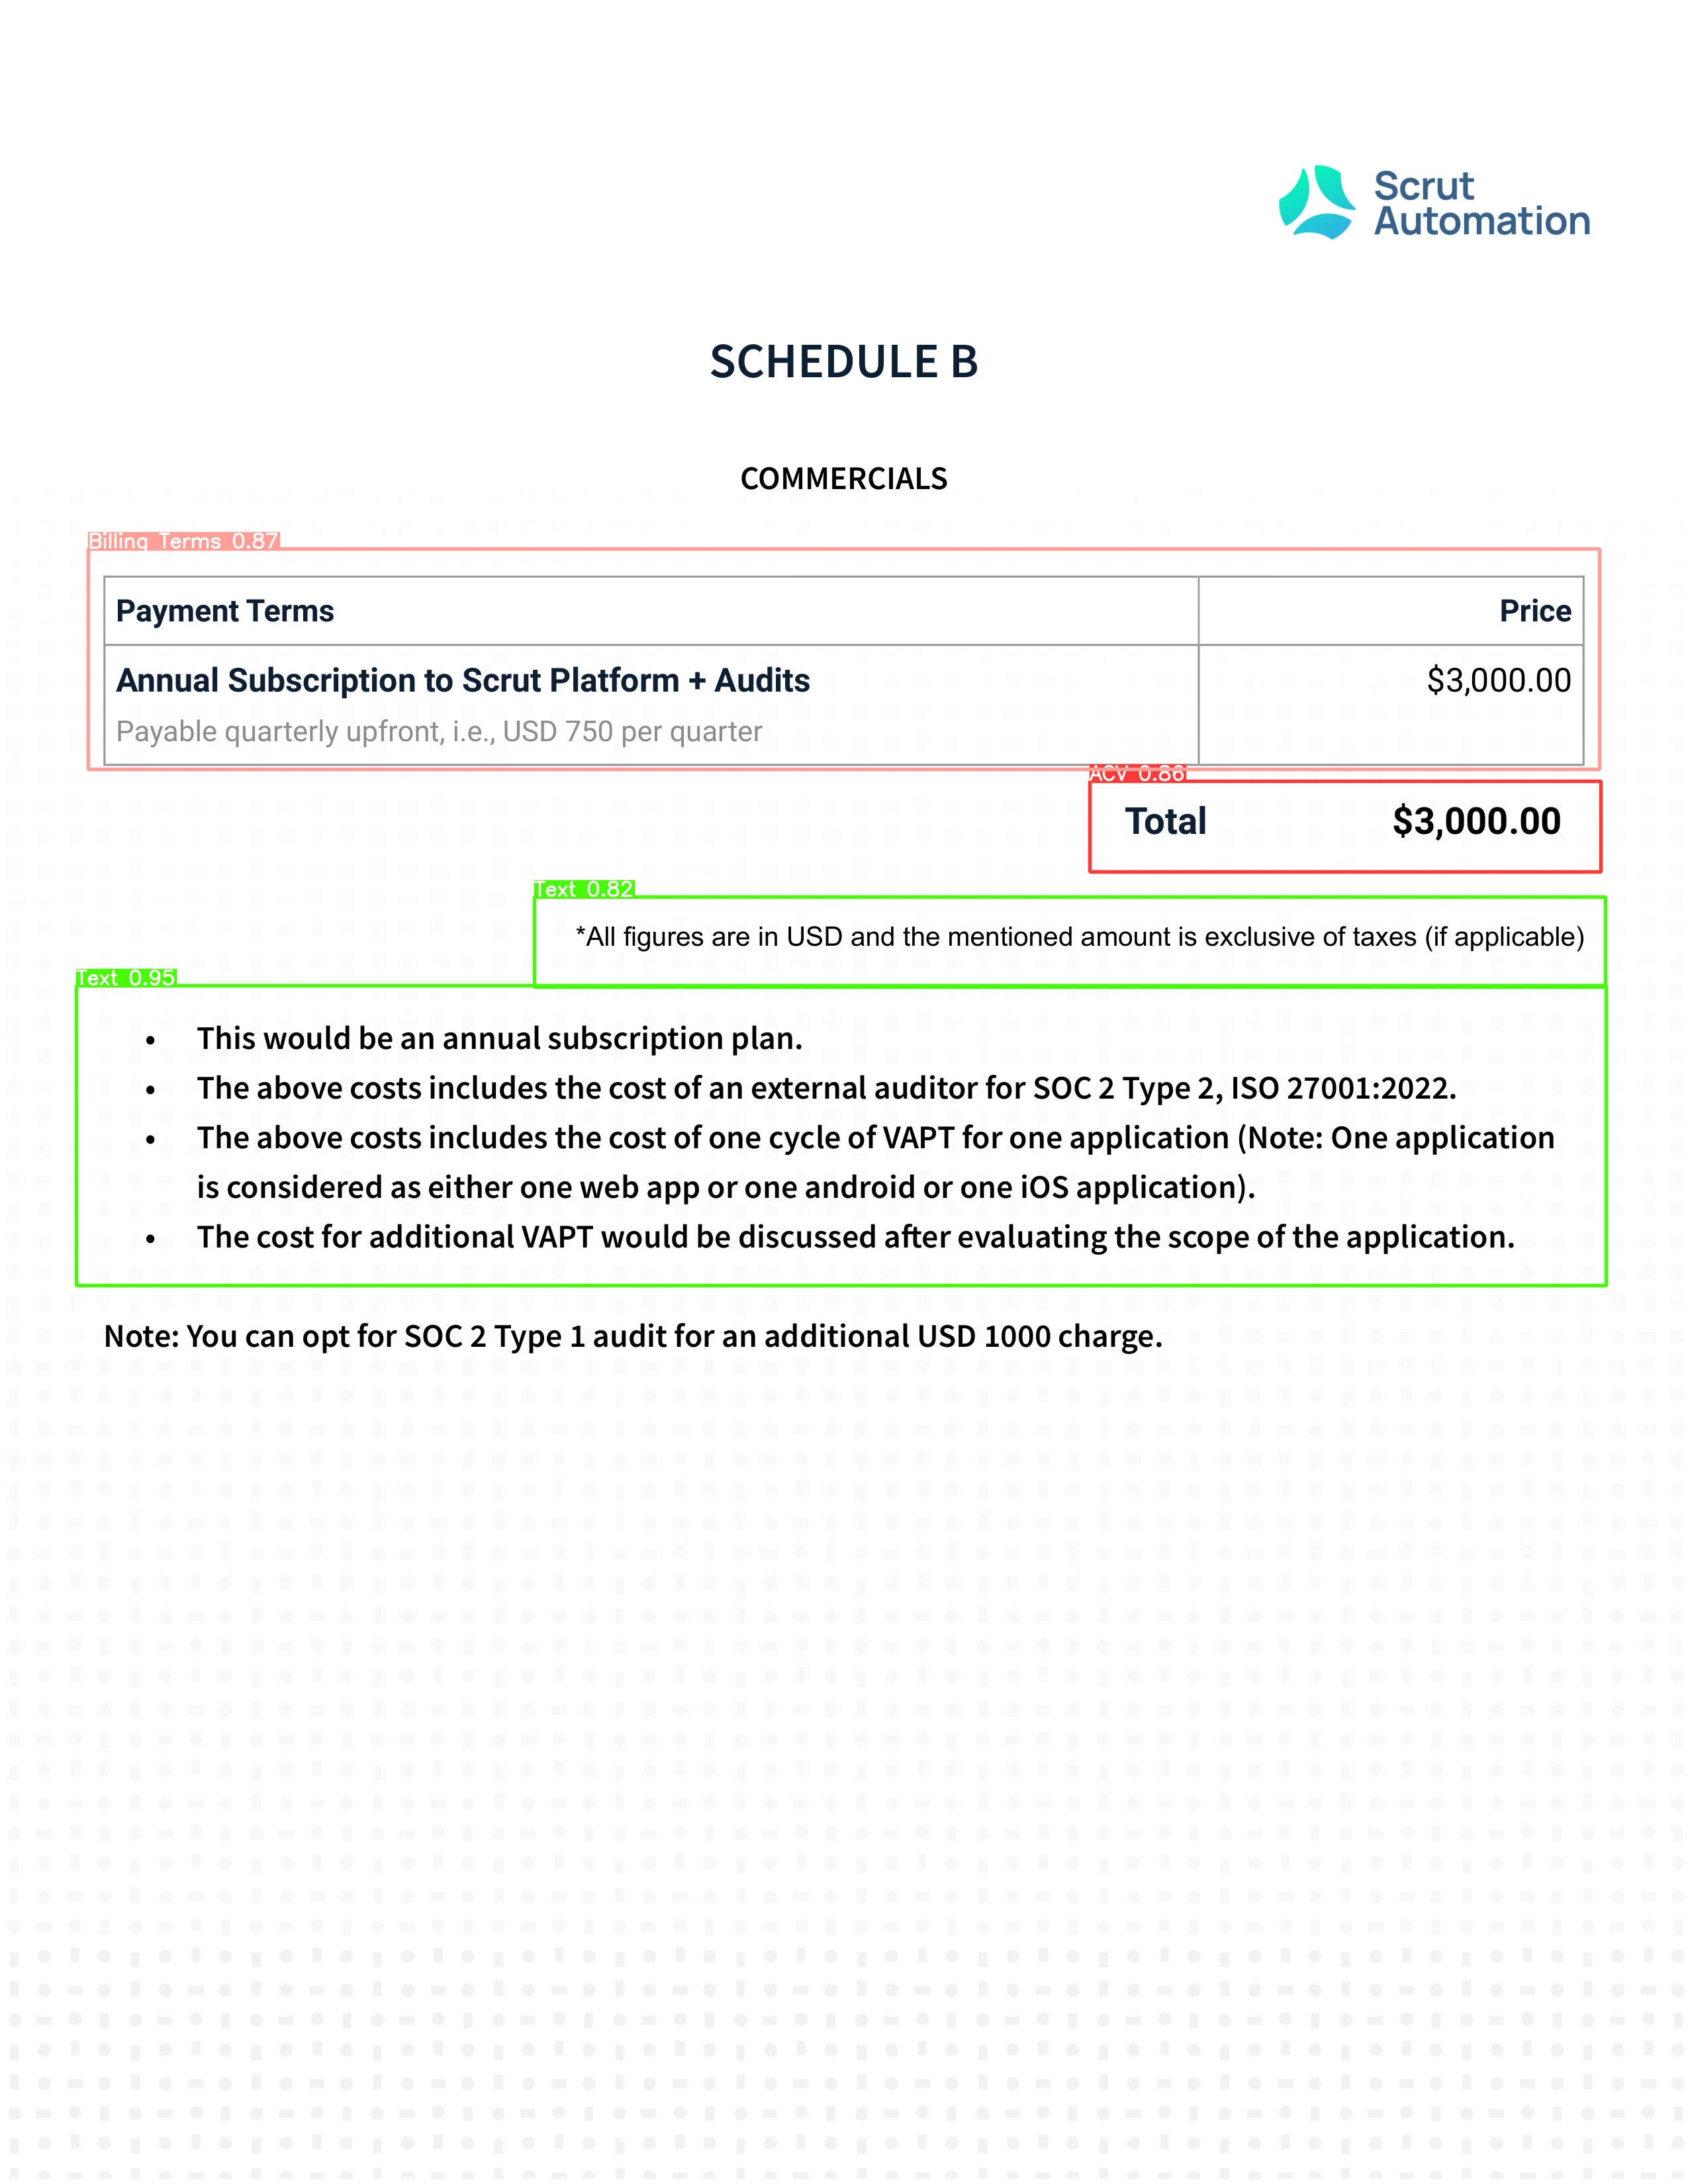 Scrut
Automation
SCHEDULE B
COMMERCIALS
Billing Terms 0.87
Payment Terms Price
Annual Subscription to Scrut Platform + Audits $3,000.00
Payable quarterly upfront, i.e., USD 750 per quarter
ACV 0.86
Total $3,000.00
Text 0.82
*All figures are in USD and the mentioned amount is exclusive of taxes (if applicable)
Text 0.95
• This would be an annual subscription plan.
• The above costs includes the cost of an external auditor for SOC 2 Type 2, ISO 27001:2022.
• The above costs includes the cost of one cycle of VAPT for one application (Note: One application
is considered as either one web app or one android or one iOS application).
• The cost for additional VAPT would be discussed after evaluating the scope of the application.
Note: You can opt for SOC 2 Type 1 audit for an additional USD 1000 charge.